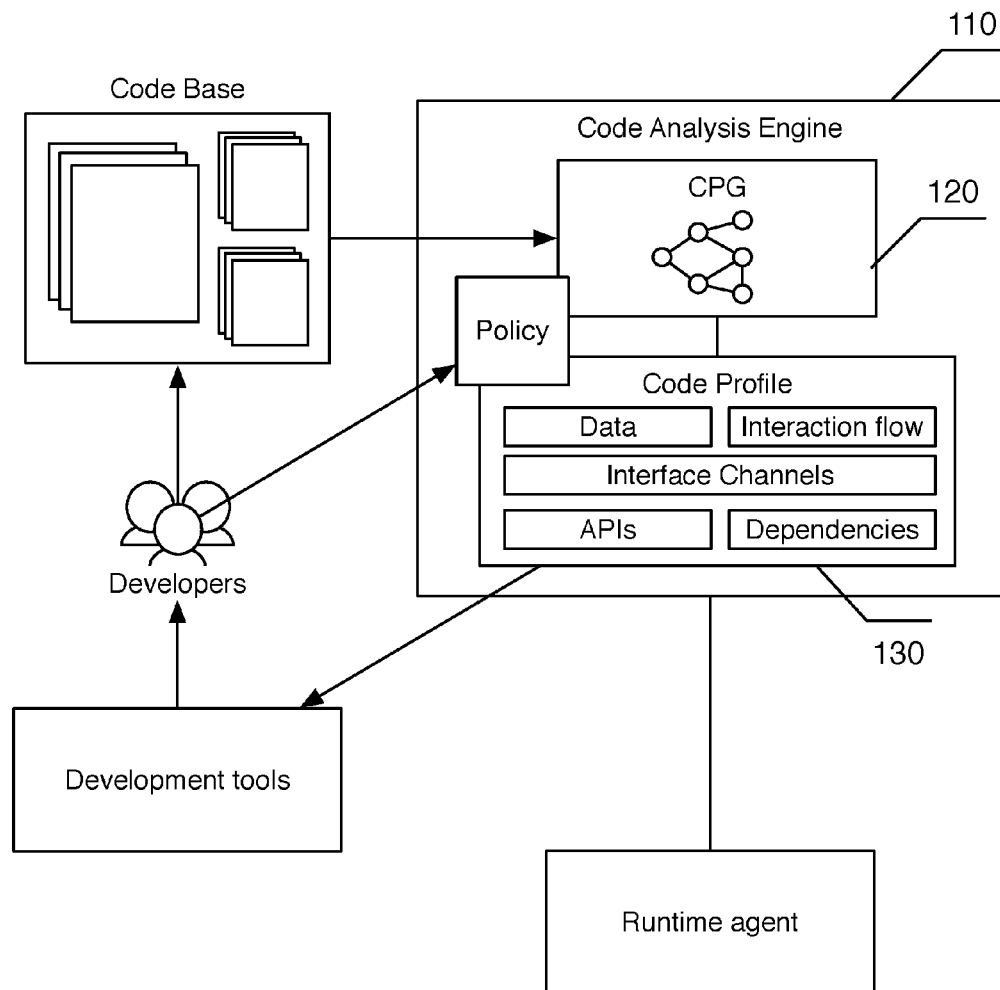 110
Code Base
Code Analysis Engine
CPG
120
Policy
Code Profile
Data
Interaction flow
Interface Channels
APIs
Dependencies
Developers
130
Development tools
Runtime agent